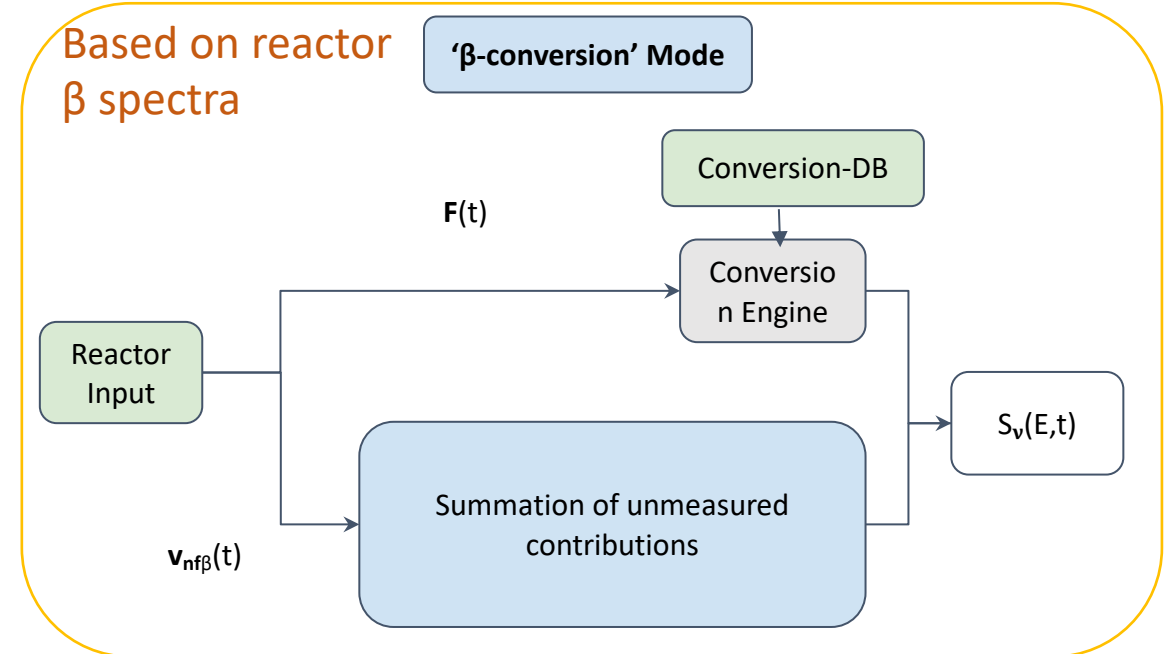 Based on reactor
β spectra
‘β-conversion’ Mode
Conversion-DB
F(t)
Conversio
n Engine
Reactor
Input
Sν(E,t)
Summation of unmeasured
contributions
vnfβ(t)